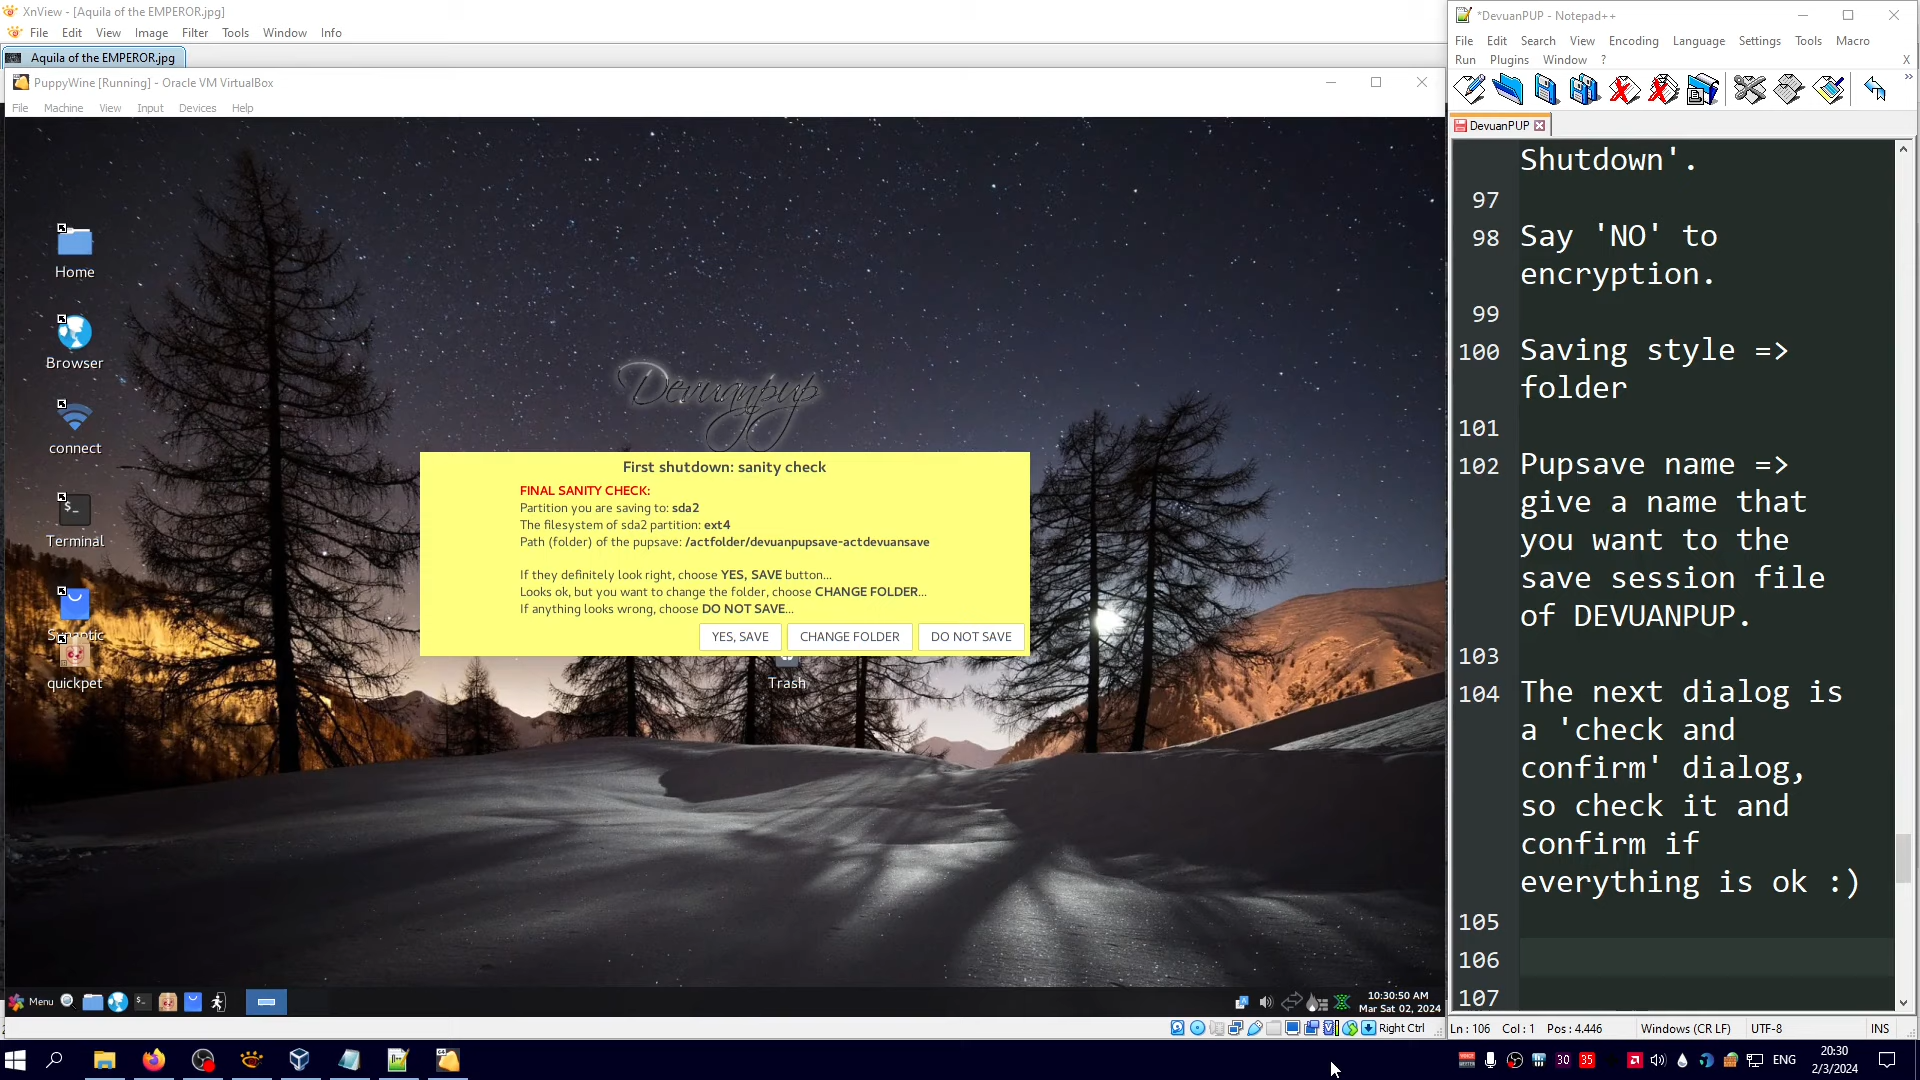 XnView - [Aquila of the EMPEROR.jpg]
File Edit View Image Filter Tools Window Info
Aquila of the EMPEROR.jpg
PuppyWine [Running] - Oracle VM VirtualBox
File Machine View Input Devices Help
Home
Browser
connect
Terminal
Synaptic
quickpet
Devuanpup
First shutdown: sanity check
FINAL SANITY CHECK:
Partition you are saving to: sda2
The filesystem of sda2 partition: ext4
Path (folder) of the pupsave: /actfolder/devuanpupsave-actdevuansave
If they definitely look right, choose YES, SAVE button...
Looks ok, but you want to change the folder, choose CHANGE FOLDER...
If anything looks wrong, choose DO NOT SAVE...
YES, SAVE CHANGE FOLDER DO NOT SAVE
Trash
Menu
10:30:50 AM
Mar Sat 02, 2024
Right Ctrl
*DevuanPUP - Notepad++
File Edit Search View Encoding Language Settings Tools Macro
Run Plugins Window ? X
DevuanPUP
Shutdown'.
97
98 Say 'NO' to
encryption.
99
100 Saving style =>
folder
101
102 Pupsave name =>
give a name that
you want to the
save session file
of DEVUANPUP.
103
104 The next dialog is
a 'check and
confirm' dialog,
so check it and
confirm if
everything is ok :)
105
106
107
Ln : 106 Col : 1 Pos : 4.446 Windows (CR LF) UTF-8 INS
30 35 ENG
20:30
2/3/2024